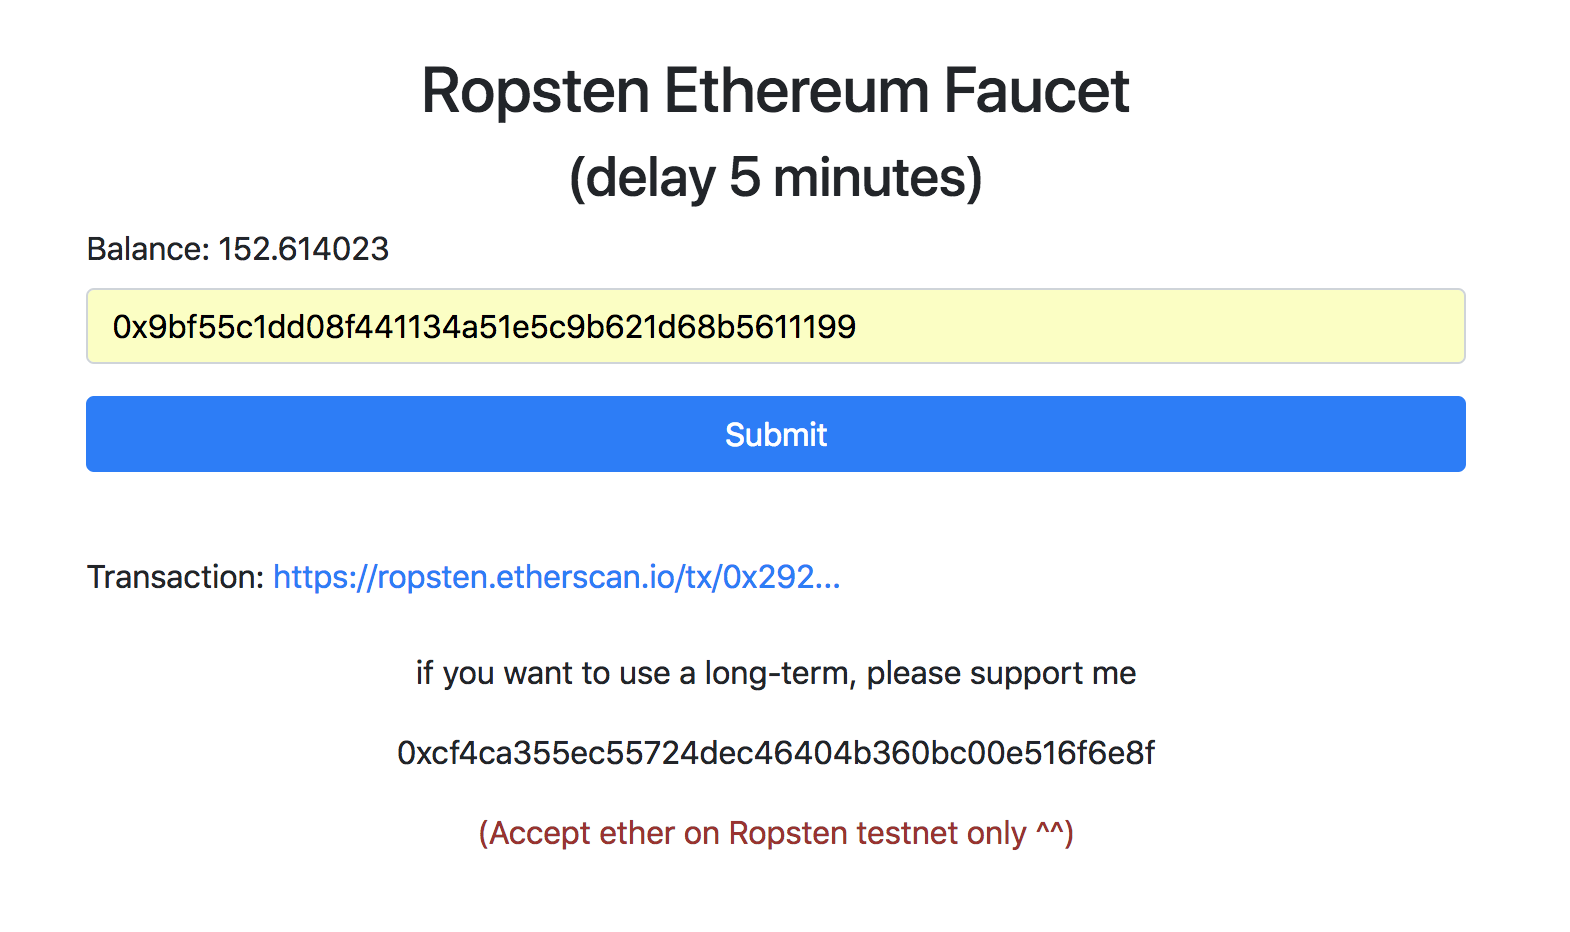 Ropsten Ethereum Faucet
(delay 5 minutes)
Balance: 152.614023
0x9bf55c1dd08f441134a51e5c9b621d68b5611199
Submit
Transaction: https://ropsten.etherscan.io/tx/0x292...
if you want to use a long-term, please support me
0xcf4ca355ec55724dec46404b360bc00e516f6e8f
(Accept ether on Ropsten testnet only ^^)